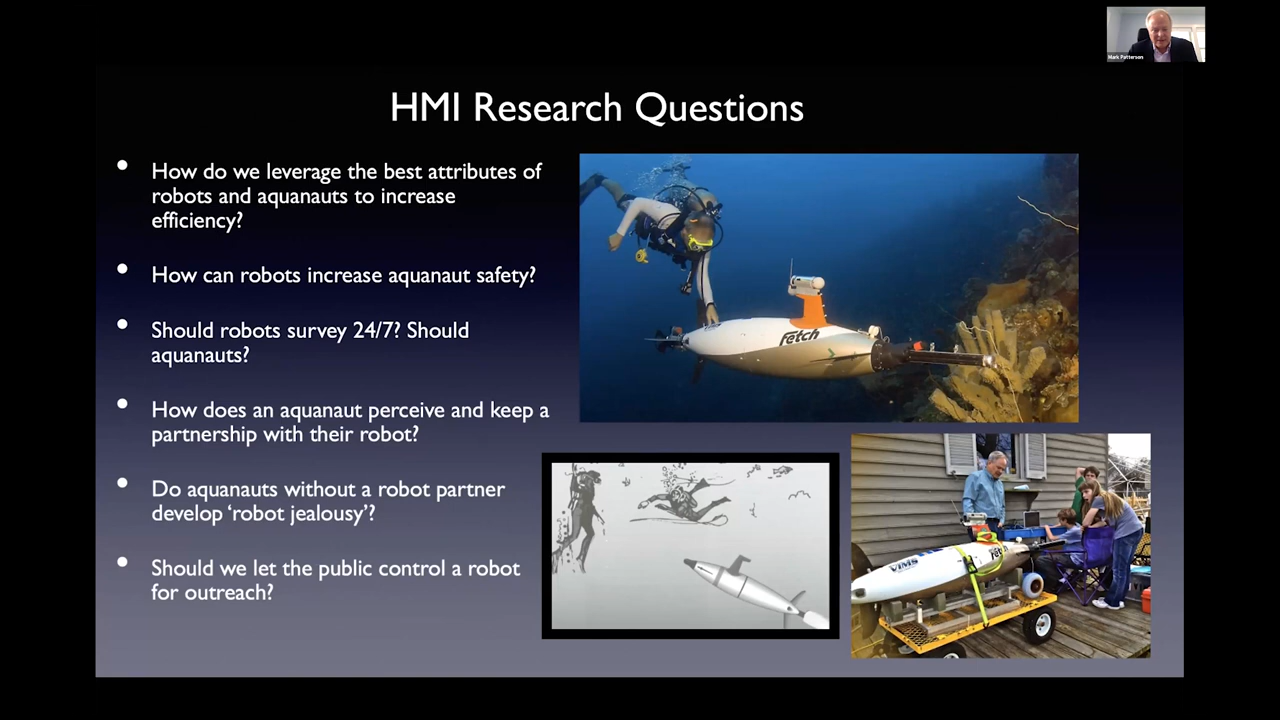 Mark Patterson
HMI Research Questions
• How do we leverage the best attributes of
robots and aquanauts to increase
efficiency?
• How can robots increase aquanaut safety?
• Should robots survey 24/7? Should
aquanauts?
• How does an aquanaut perceive and keep a
partnership with their robot?
• Do aquanauts without a robot partner
develop ‘robot jealousy’?
• Should we let the public control a robot
for outreach?
Fetch
VIMS
Fetch